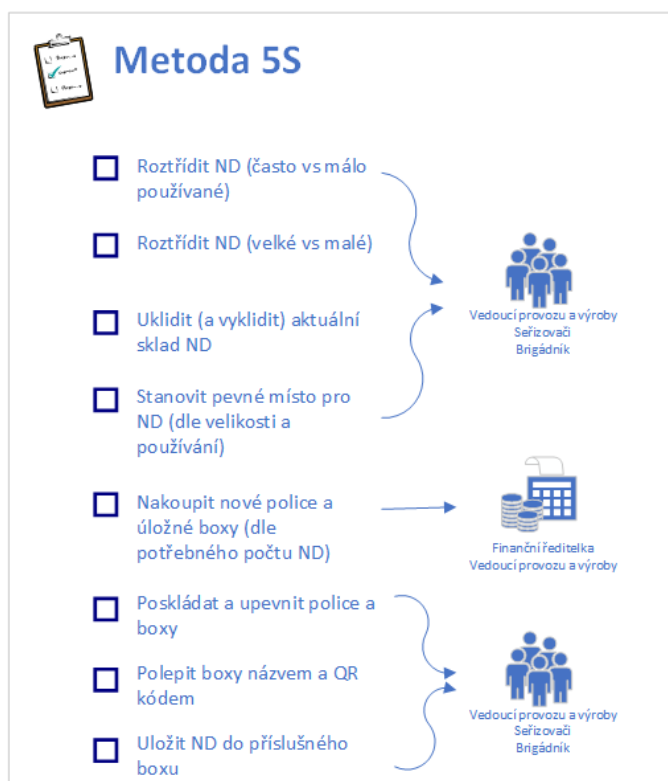 Metoda 5S
Roztřídit ND (často vs málo
používané)
Roztřídit ND (velké vs malé)
Uklidit (a vyklidit) aktuální
sklad ND
Stanovit pevné místo pro
ND (dle velikosti a
používání)
Vedoucí provozu a výroby
Seřizovači
Brigádník
Nakoupit nové police a
úložné boxy (dle
potřebného počtu ND)
Finanční ředitelka
Vedoucí provozu a výroby
Poskládat a upevnit police a
boxy
Polepit boxy názvem a QR
kódem
Uložit ND do příslušného
boxu
Vedoucí provozu a výroby
Seřizovači
Brigádník